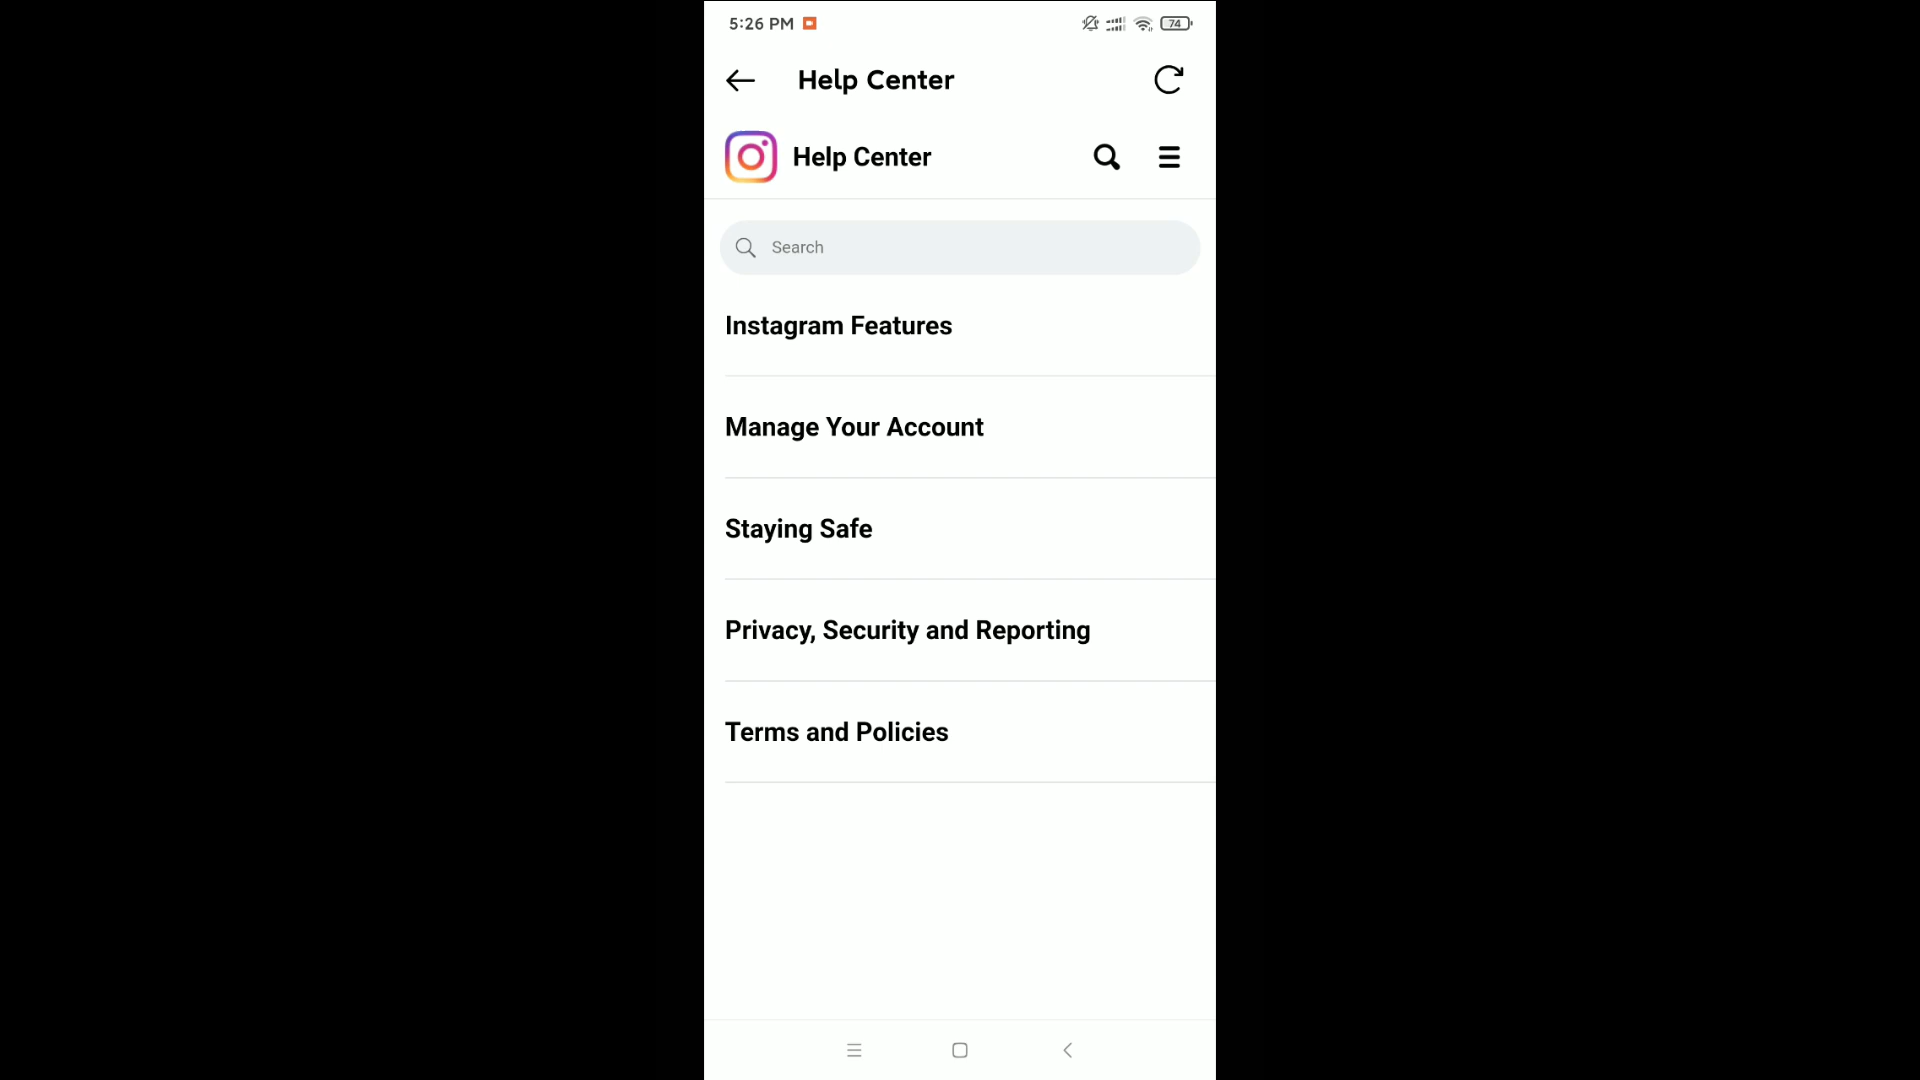 5:26 PM
74
Help Center
Help Center
Search
Instagram Features
Manage Your Account
Staying Safe
Privacy, Security and Reporting
Terms and Policies